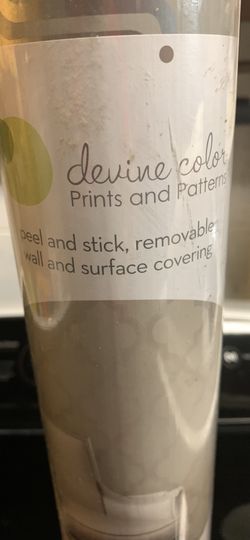 devine color
Prints and Patterns
peel and stick, removable
wall and surface covering